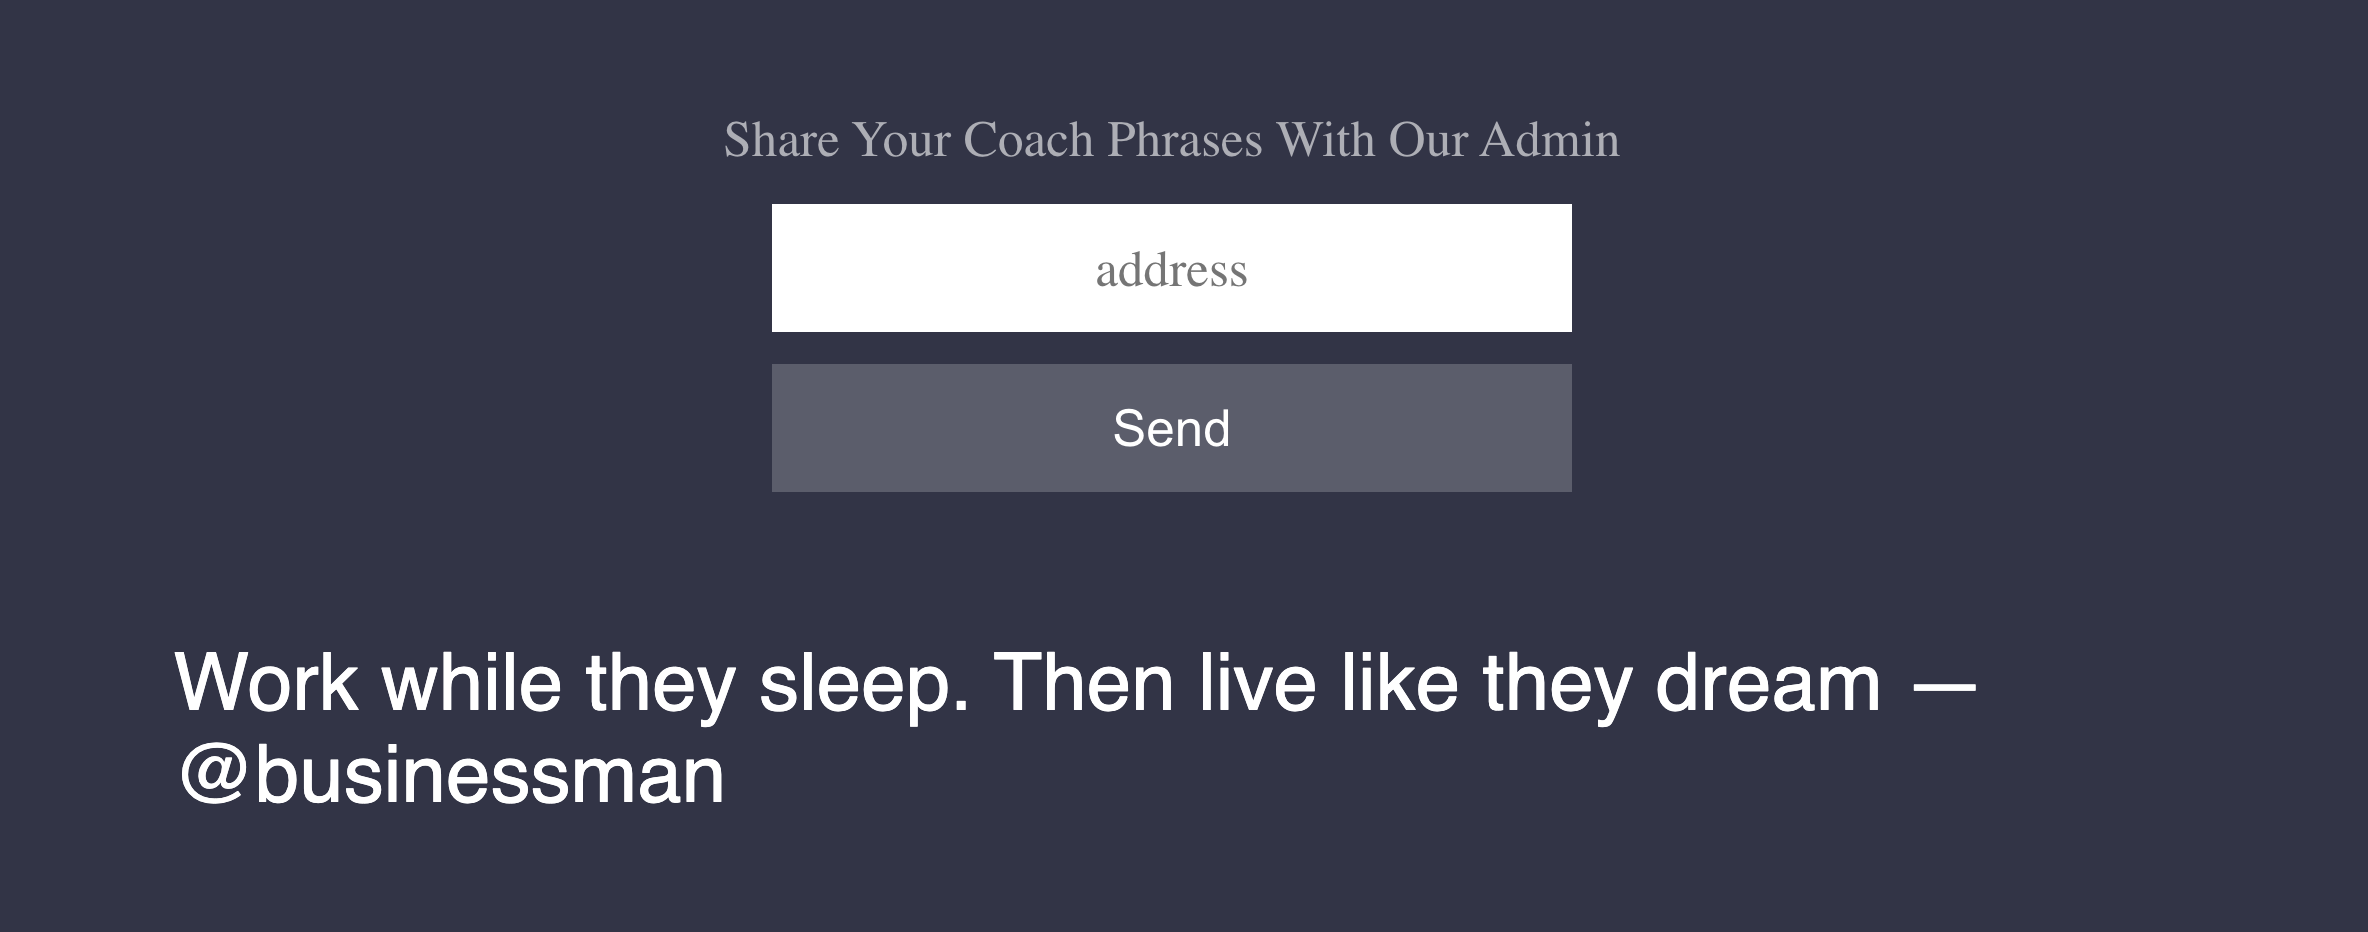 Share Your Coach Phrases With Our Admin
address
Send
Work while they sleep. Then live like they dream —
@businessman